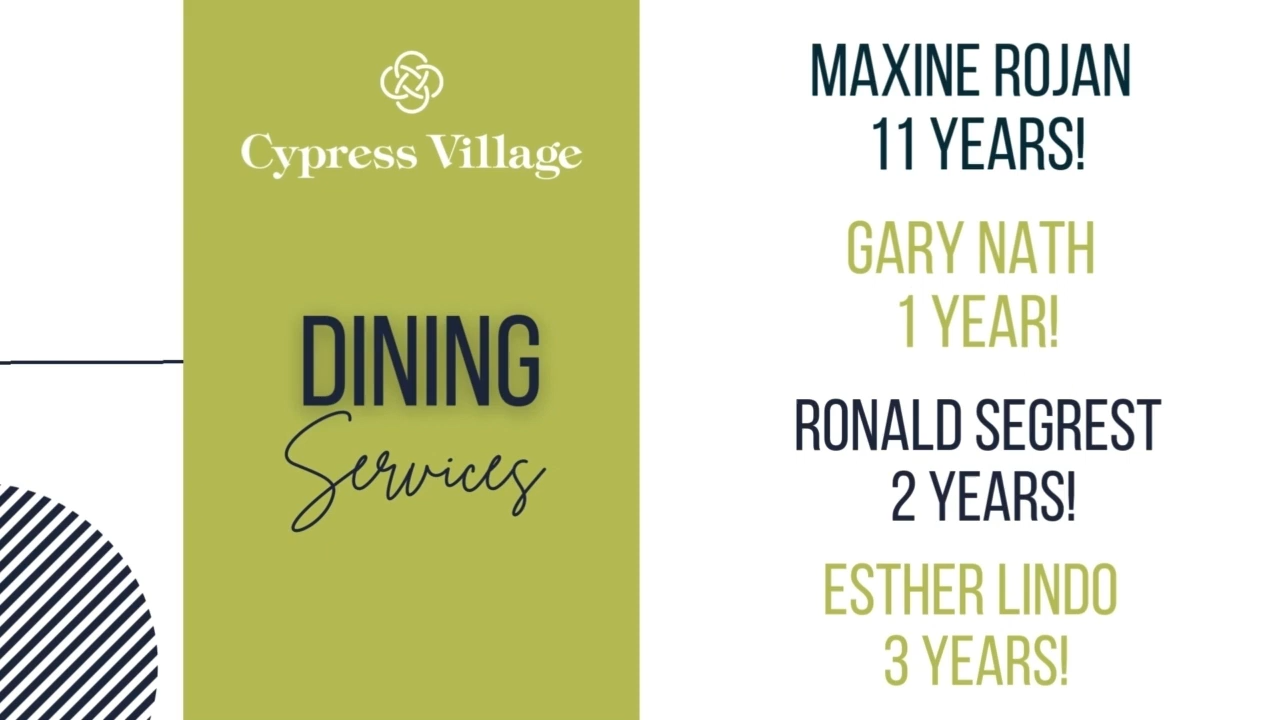 Cypress Village
DINING
Services
MAXINE ROJAN
11 YEARS!
GARY NATH
1 YEAR!
RONALD SEGREST
2 YEARS!
ESTHER LINDO
3 YEARS!